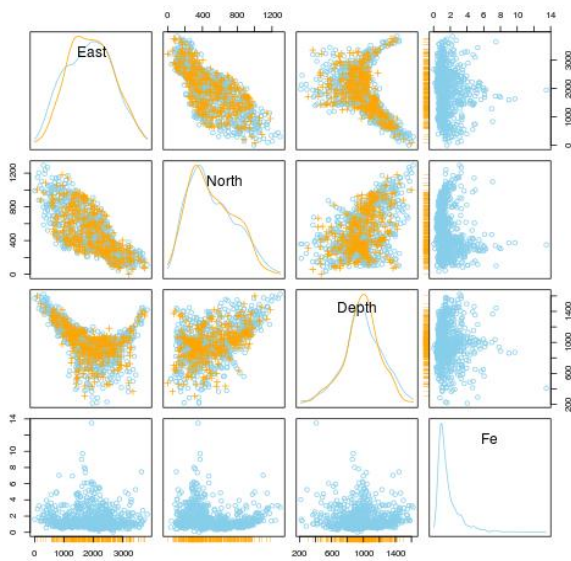 0 400 800 1200
0 2 4 6 8 10 14
East
0 1000 2000 3000
North
0 400 800 1200
Depth
200 600 1000 1600
Fe
0 2 4 6 8 10 12 14
0 1000 2000 3000
200 600 1000 1400